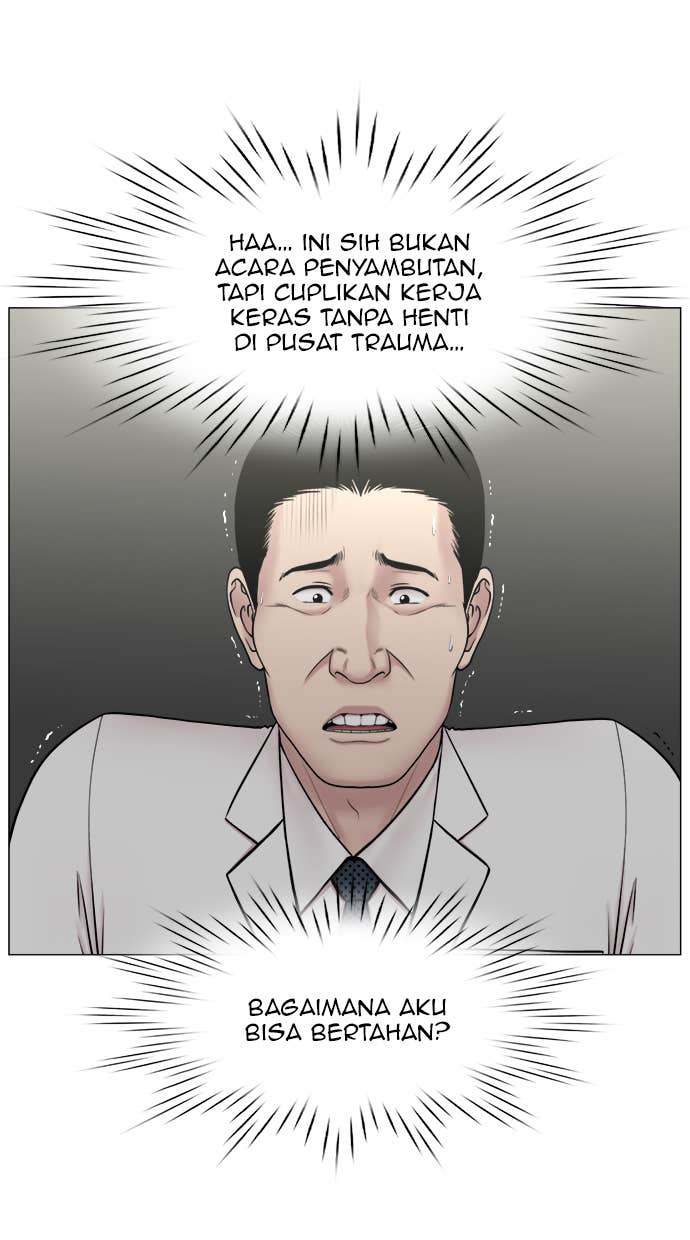 HAA... INI SIH BUKAN
ACARA PENYAMBUTAN,
TAPI CUPLIKAN KERJA
KERAS TANPA HENTI
DI PUSAT TRAUMA...
BAGAIMANA AKU
BISA BERTAHAN?